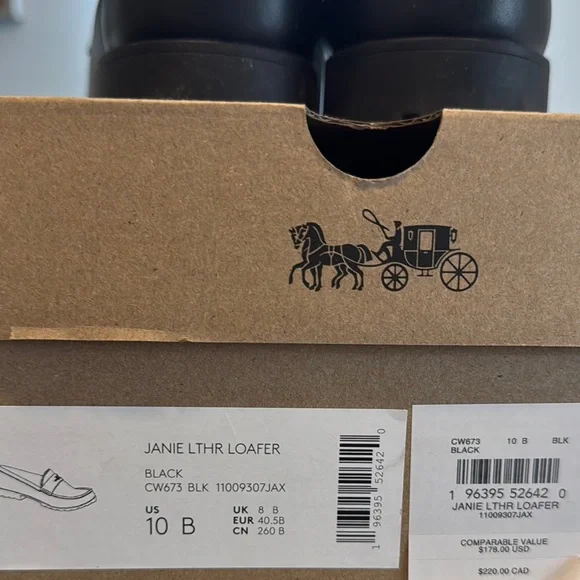 JANIE LTHR LOAFER
BLACK
CW673 BLK 11009307JAX
US
10 B
UK 8 B
EUR 40.5B
CN 260 B
1 96395 52642 0
CW673 10 B BLK
BLACK
1 96395 52642 0
JANIE LTHR LOAFER
11009307JAX
COMPARABLE VALUE
$178.00 USD
$220.00 CAD